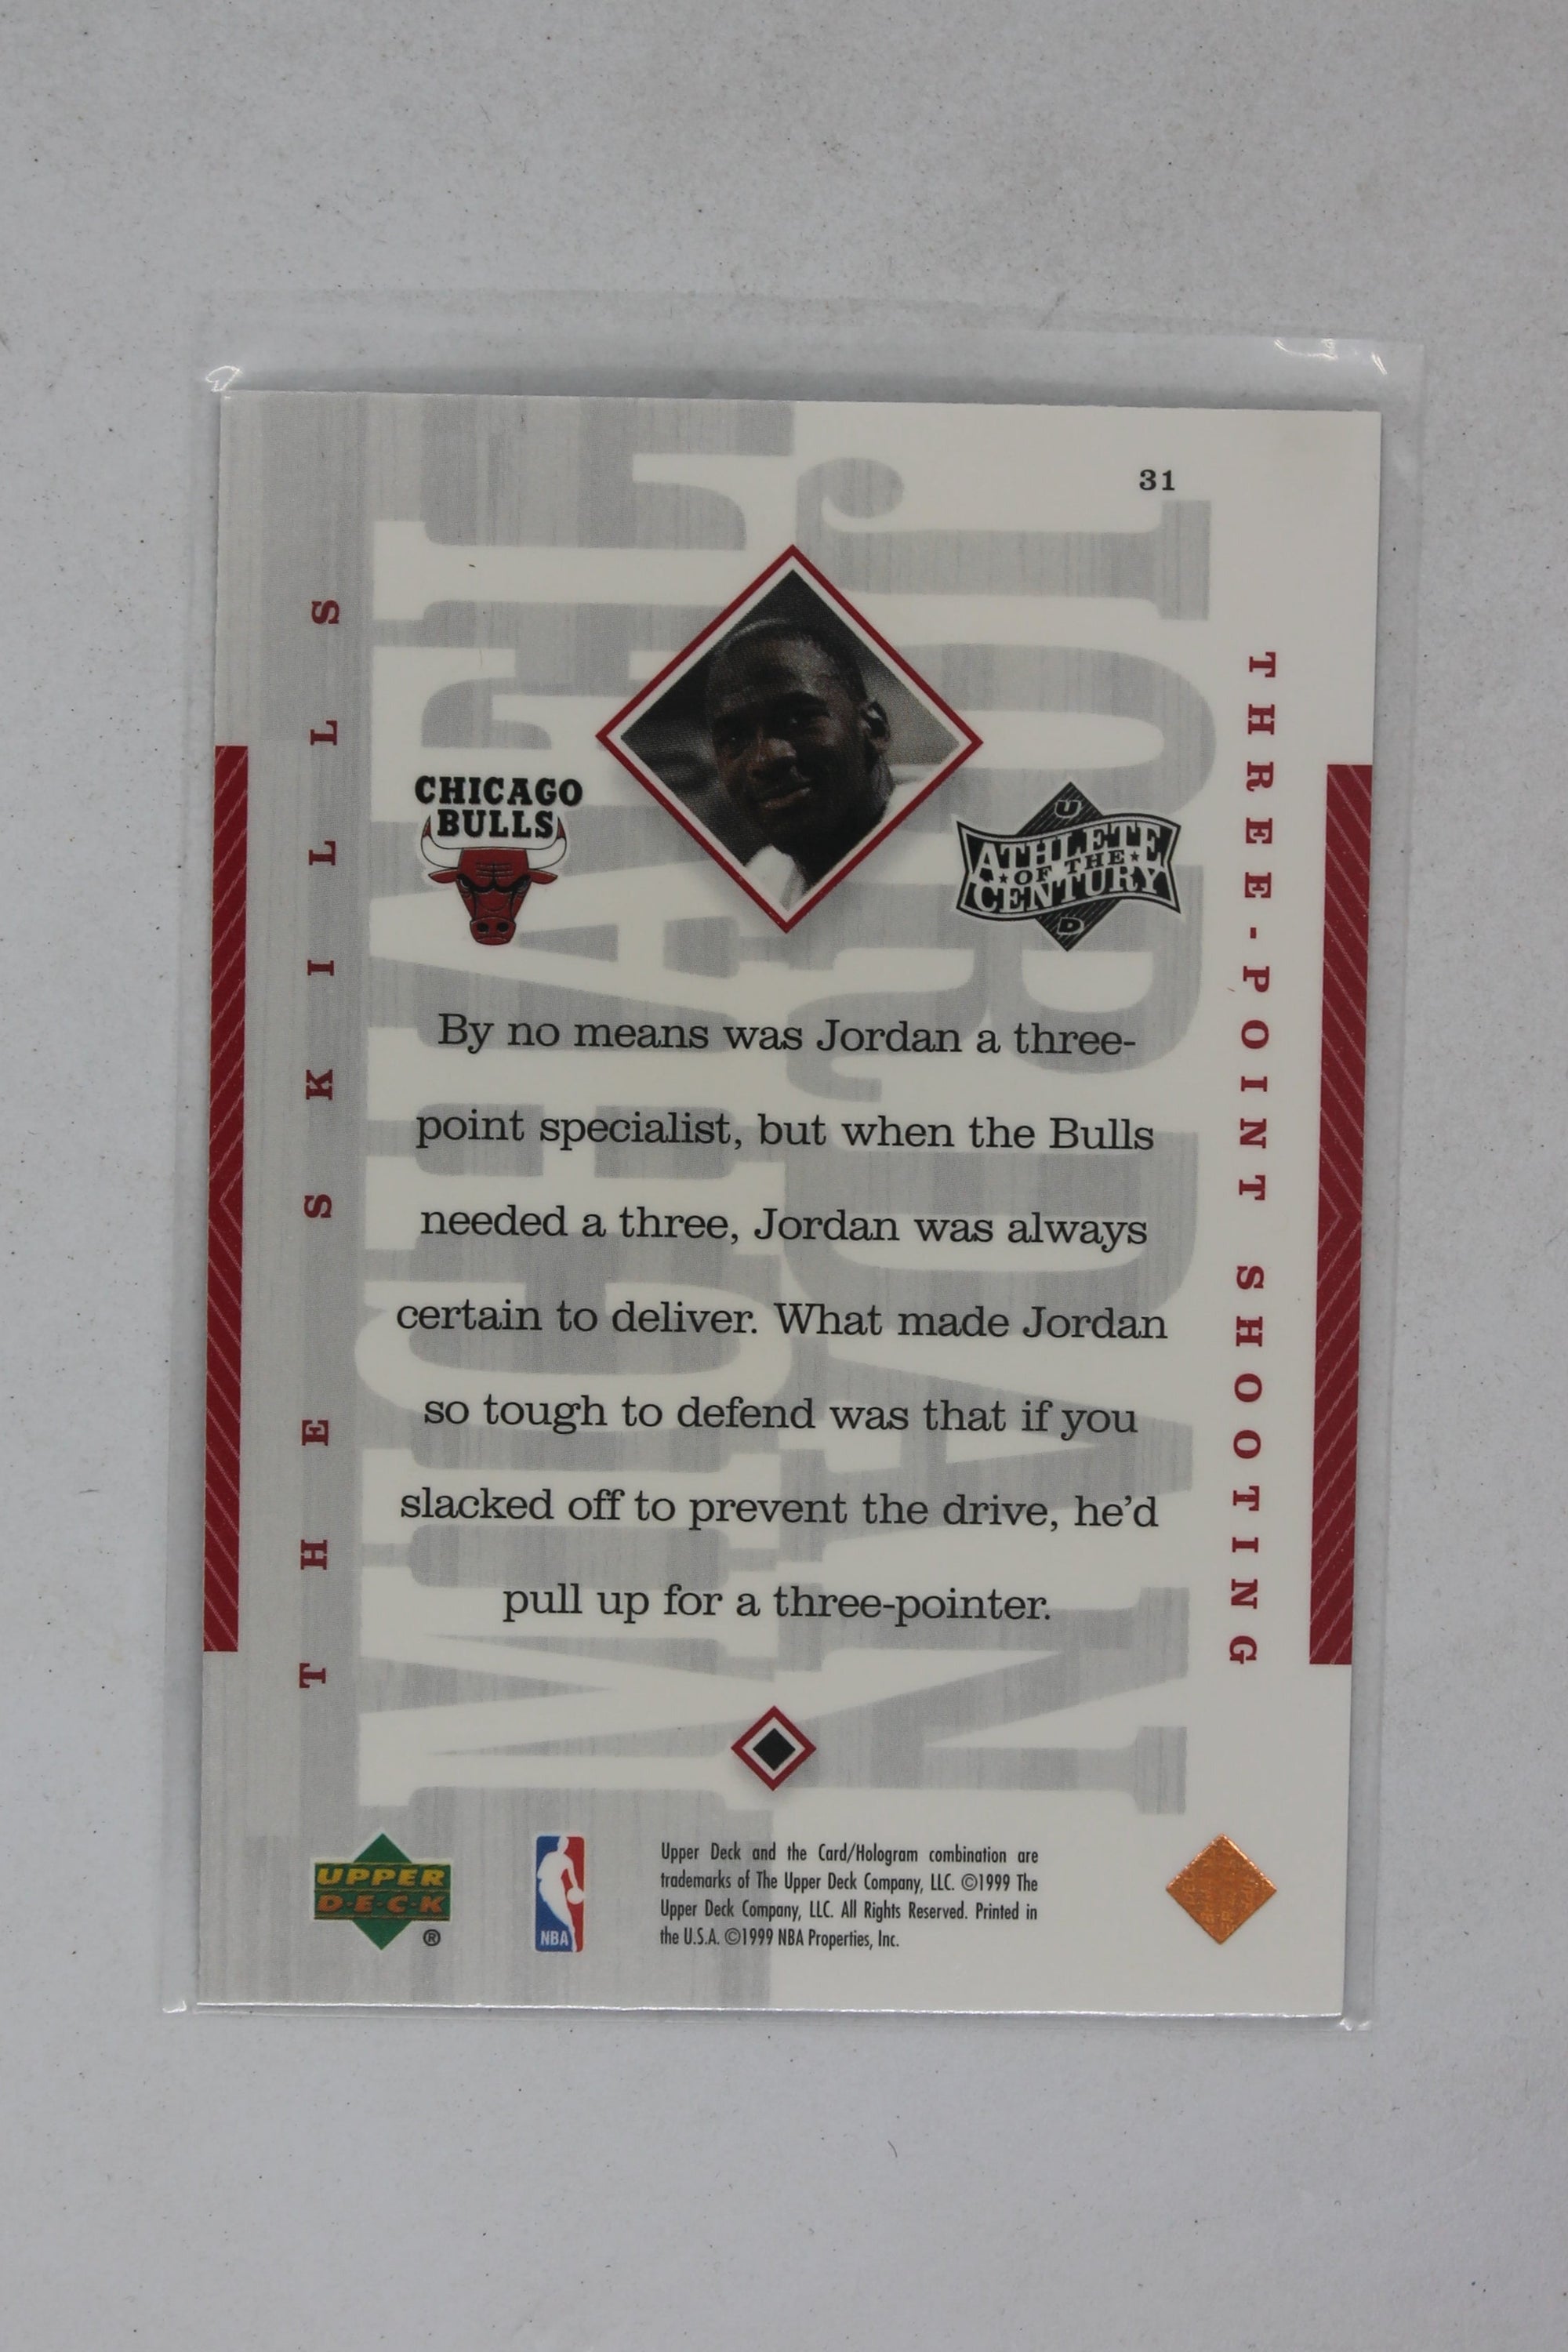 31
THE SKILLS
THREE-POINT SHOOTING
MICHAEL
JORDAN
CHICAGO
BULLS
U
ATHLETE
OF THE
CENTURY
D
By no means was Jordan a three-
point specialist, but when the Bulls
needed a three, Jordan was always
certain to deliver. What made Jordan
so tough to defend was that if you
slacked off to prevent the drive, he'd
pull up for a three-pointer.
UPPER
D·E·C·K
®
NBA
Upper Deck and the Card/Hologram combination are
trademarks of The Upper Deck Company, LLC. ©1999 The
Upper Deck Company, LLC. All Rights Reserved. Printed in
the U.S.A. ©1999 NBA Properties, Inc.